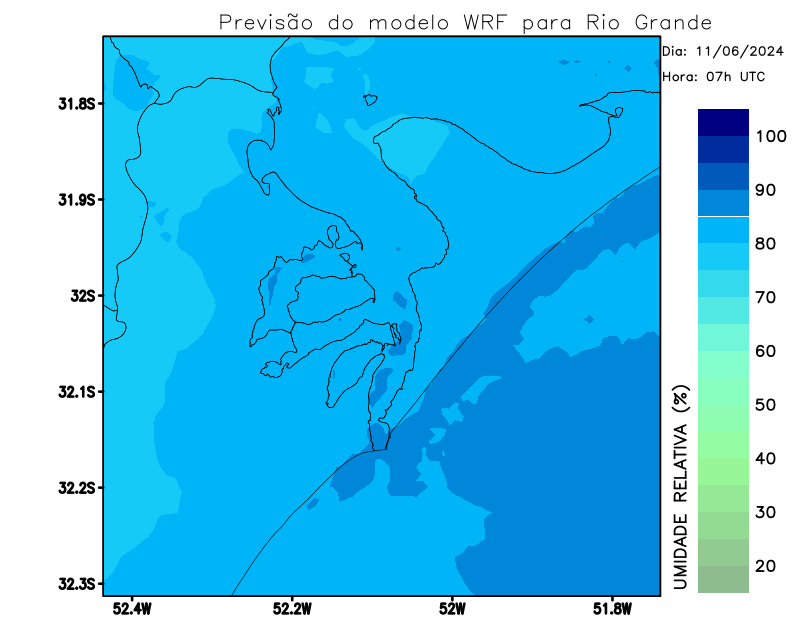 Previsão do modelo WRF para Rio Grande
Dia: 11/06/2024
Hora: 07h UTC
31.8S
31.9S
32S
32.1S
32.2S
32.3S
52.4W
52.2W
52W
51.8W
100
90
80
70
60
50
40
30
20
UMIDADE RELATIVA (%)